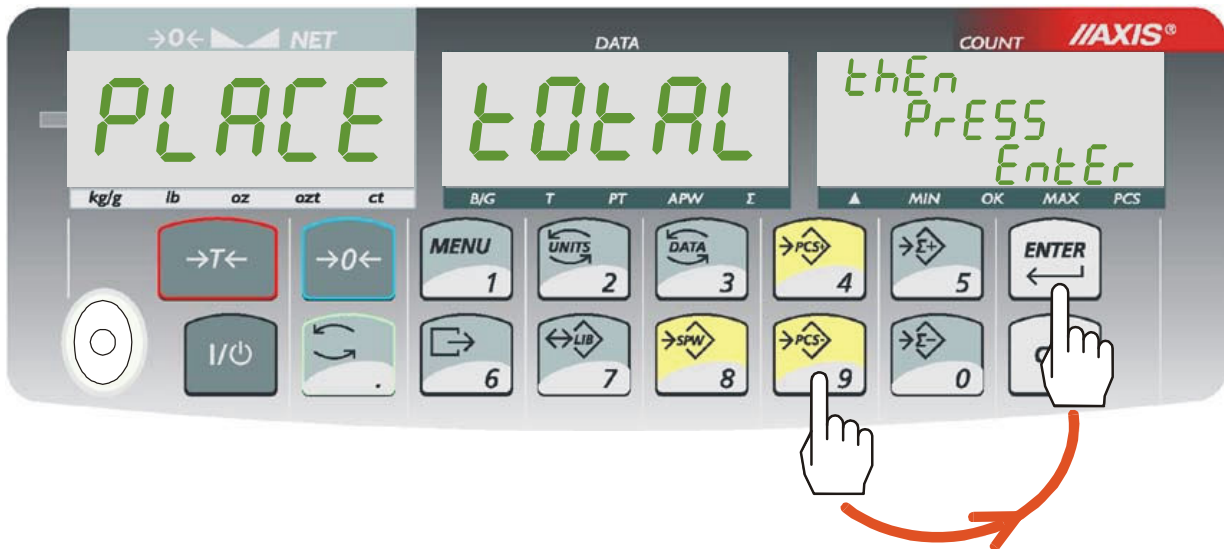 →0← NET
DATA
COUNT
//AXIS®
PLACE
tOtAL
thEn
PrESS
EntEr
kg/g lb oz ozt ct
B/G T PT APW Σ
▲ MIN OK MAX PCS
→T←
→0←
MENU 1
UNITS 2
DATA 3
→PCS+ 4
→Σ+ 5
ENTER
I/⏻
.
6
↔LIB 7
→SPW 8
→PCS- 9
→Σ- 0